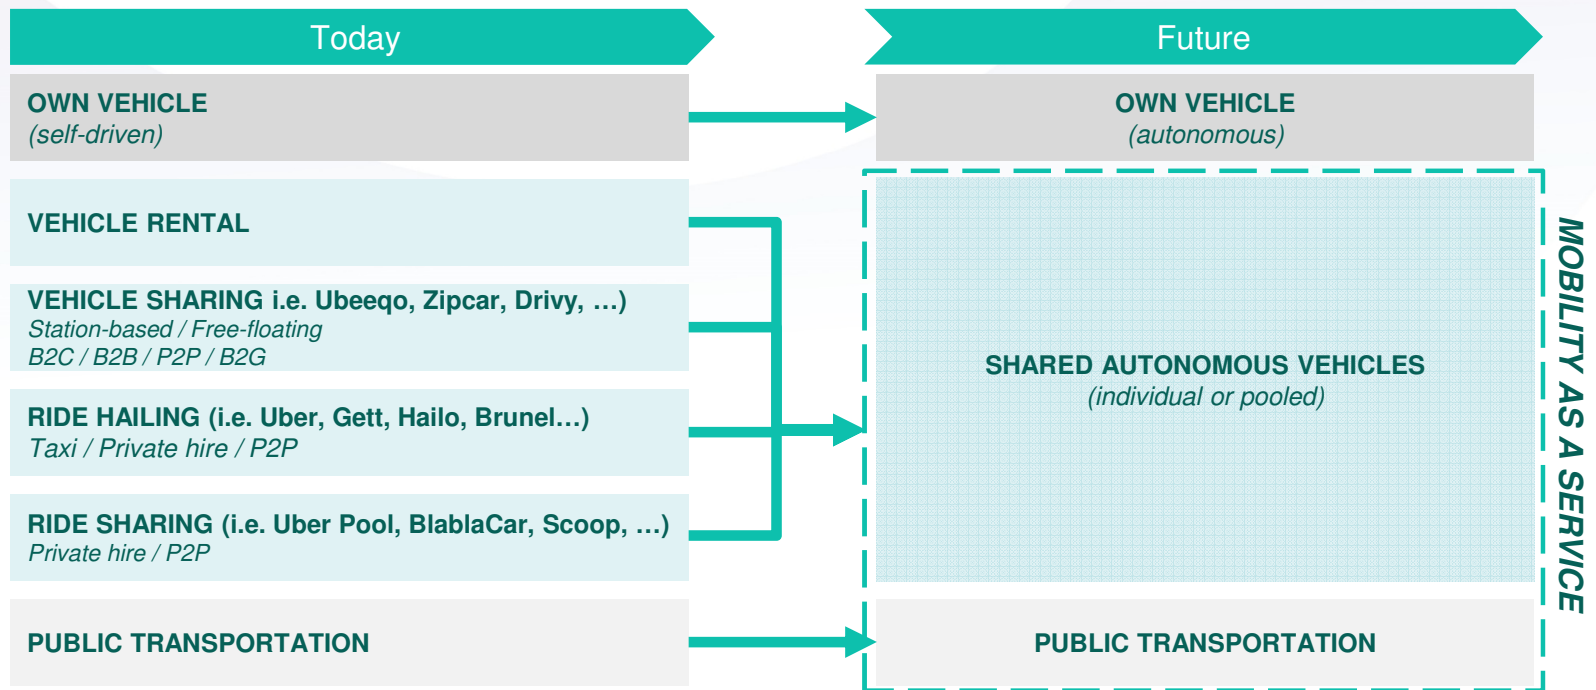 Today
Future
OWN VEHICLE
(self-driven)
OWN VEHICLE
(autonomous)
VEHICLE RENTAL
VEHICLE SHARING i.e. Ubeeqo, Zipcar, Drivy, ...)
Station-based / Free-floating
B2C / B2B / P2P / B2G
RIDE HAILING (i.e. Uber, Gett, Hailo, Brunel...)
Taxi / Private hire / P2P
RIDE SHARING (i.e. Uber Pool, BlablaCar, Scoop, ...)
Private hire / P2P
SHARED AUTONOMOUS VEHICLES
(individual or pooled)
PUBLIC TRANSPORTATION
PUBLIC TRANSPORTATION
MOBILITY AS A SERVICE